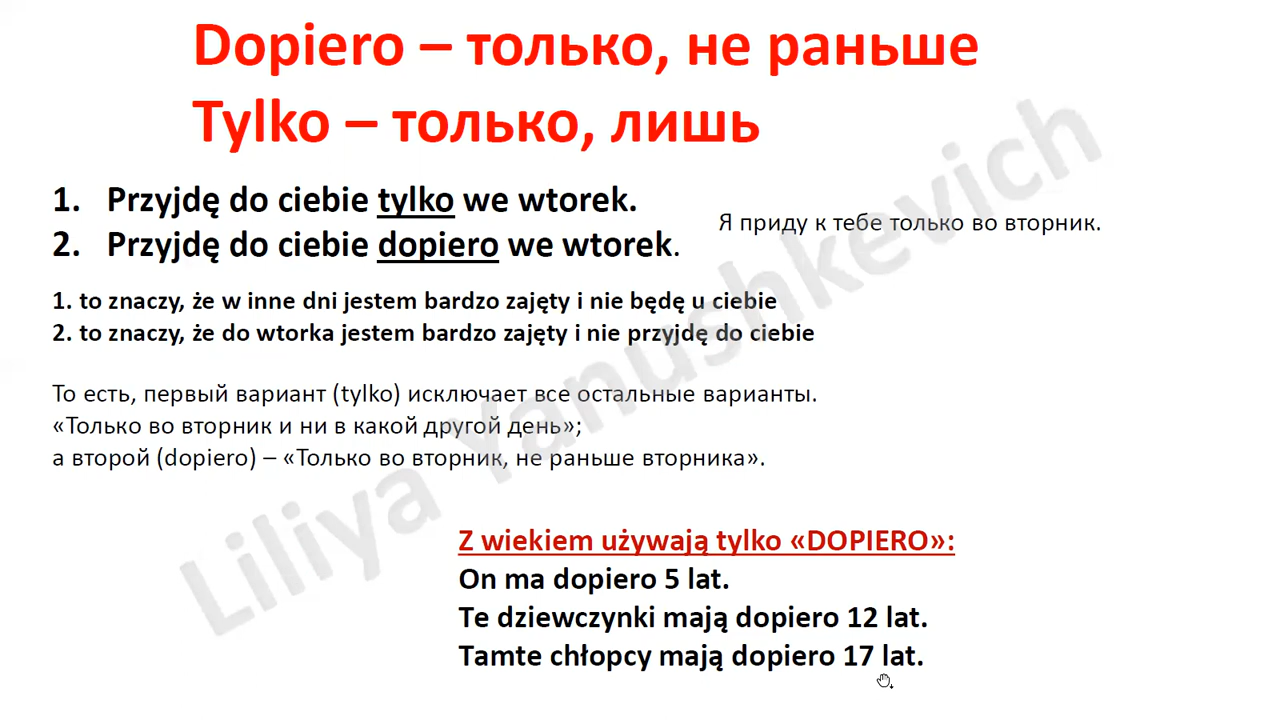 Dopiero – только, не раньше
Tylko – только, лишь
1. Przyjdę do ciebie tylko we wtorek.
2. Przyjdę do ciebie dopiero we wtorek.
Я приду к тебе только во вторник.
1. to znaczy, że w inne dni jestem bardzo zajęty i nie będę u ciebie
2. to znaczy, że do wtorka jestem bardzo zajęty i nie przyjdę do ciebie
То есть, первый вариант (tylko) исключает все остальные варианты.
«Только во вторник и ни в какой другой день»;
а второй (dopiero) – «Только во вторник, не раньше вторника».
Z wiekiem używają tylko «DOPIERO»:
On ma dopiero 5 lat.
Te dziewczynki mają dopiero 12 lat.
Tamte chłopcy mają dopiero 17 lat.
Liliya Yanushkevich